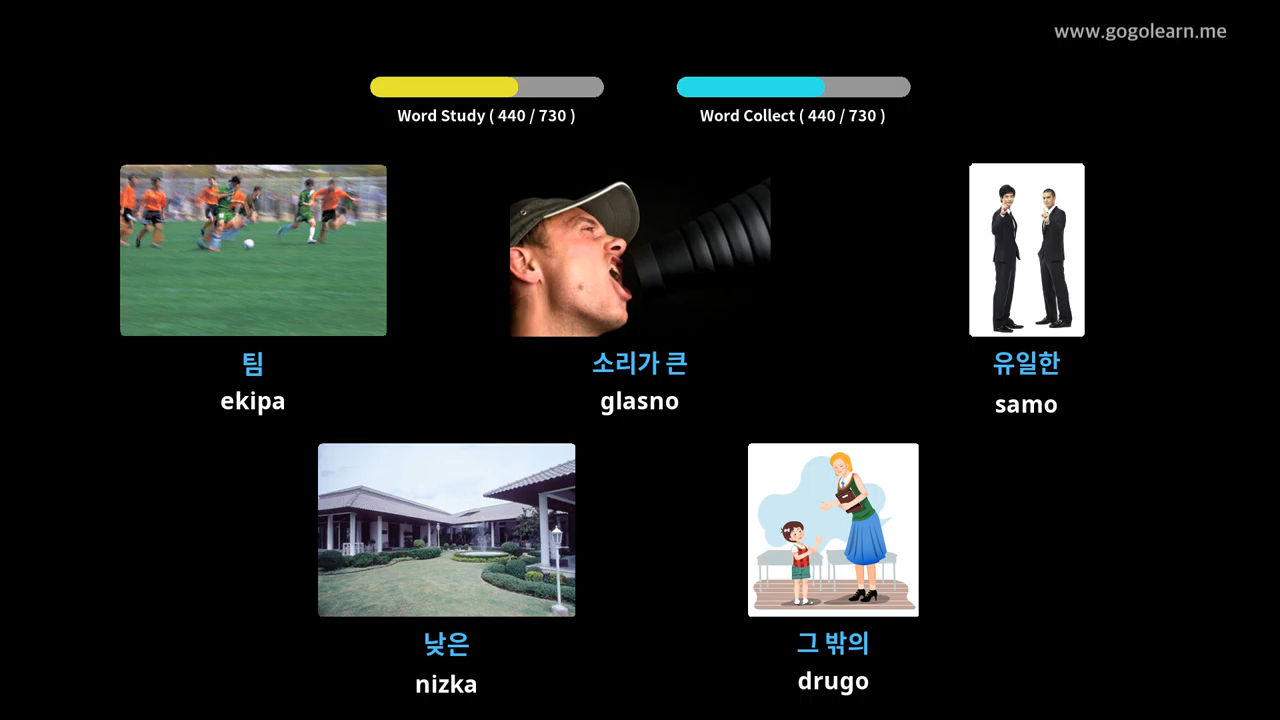 www.gogolearn.me
Word Study ( 440 / 730 )
Word Collect ( 440 / 730 )
팀
소리가 큰
유일한
ekipa
glasno
samo
낮은
그 밖의
nizka
drugo